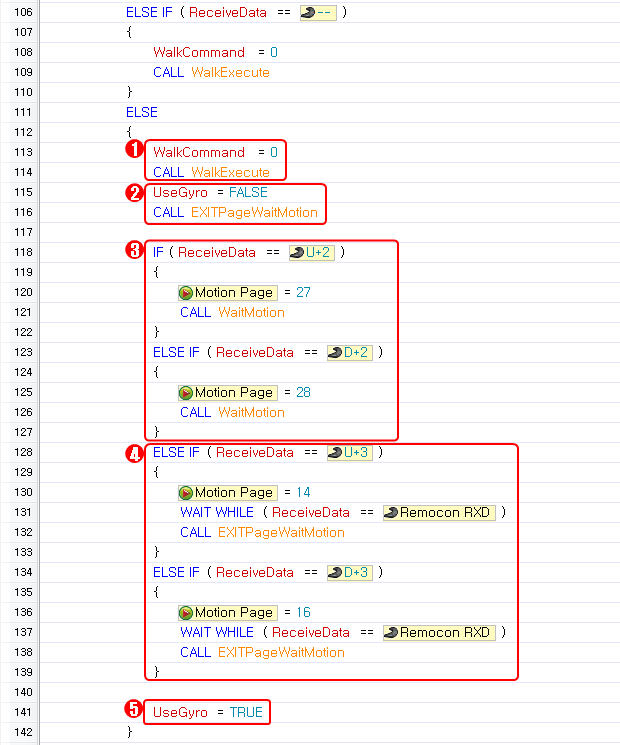 106 ELSE IF ( ReceiveData == -- )
107 {
108 WalkCommand = 0
109 CALL WalkExecute
110 }
111 ELSE
112 {
1 113 WalkCommand = 0
114 CALL WalkExecute
2 115 UseGyro = FALSE
116 CALL EXITPageWaitMotion
117
3 118 IF ( ReceiveData == U+2 )
119 {
120 Motion Page = 27
121 CALL WaitMotion
122 }
123 ELSE IF ( ReceiveData == D+2 )
124 {
125 Motion Page = 28
126 CALL WaitMotion
127 }
4 128 ELSE IF ( ReceiveData == U+3 )
129 {
130 Motion Page = 14
131 WAIT WHILE ( ReceiveData == Remocon RXD )
132 CALL EXITPageWaitMotion
133 }
134 ELSE IF ( ReceiveData == D+3 )
135 {
136 Motion Page = 16
137 WAIT WHILE ( ReceiveData == Remocon RXD )
138 CALL EXITPageWaitMotion
139 }
140
5 141 UseGyro = TRUE
142 }